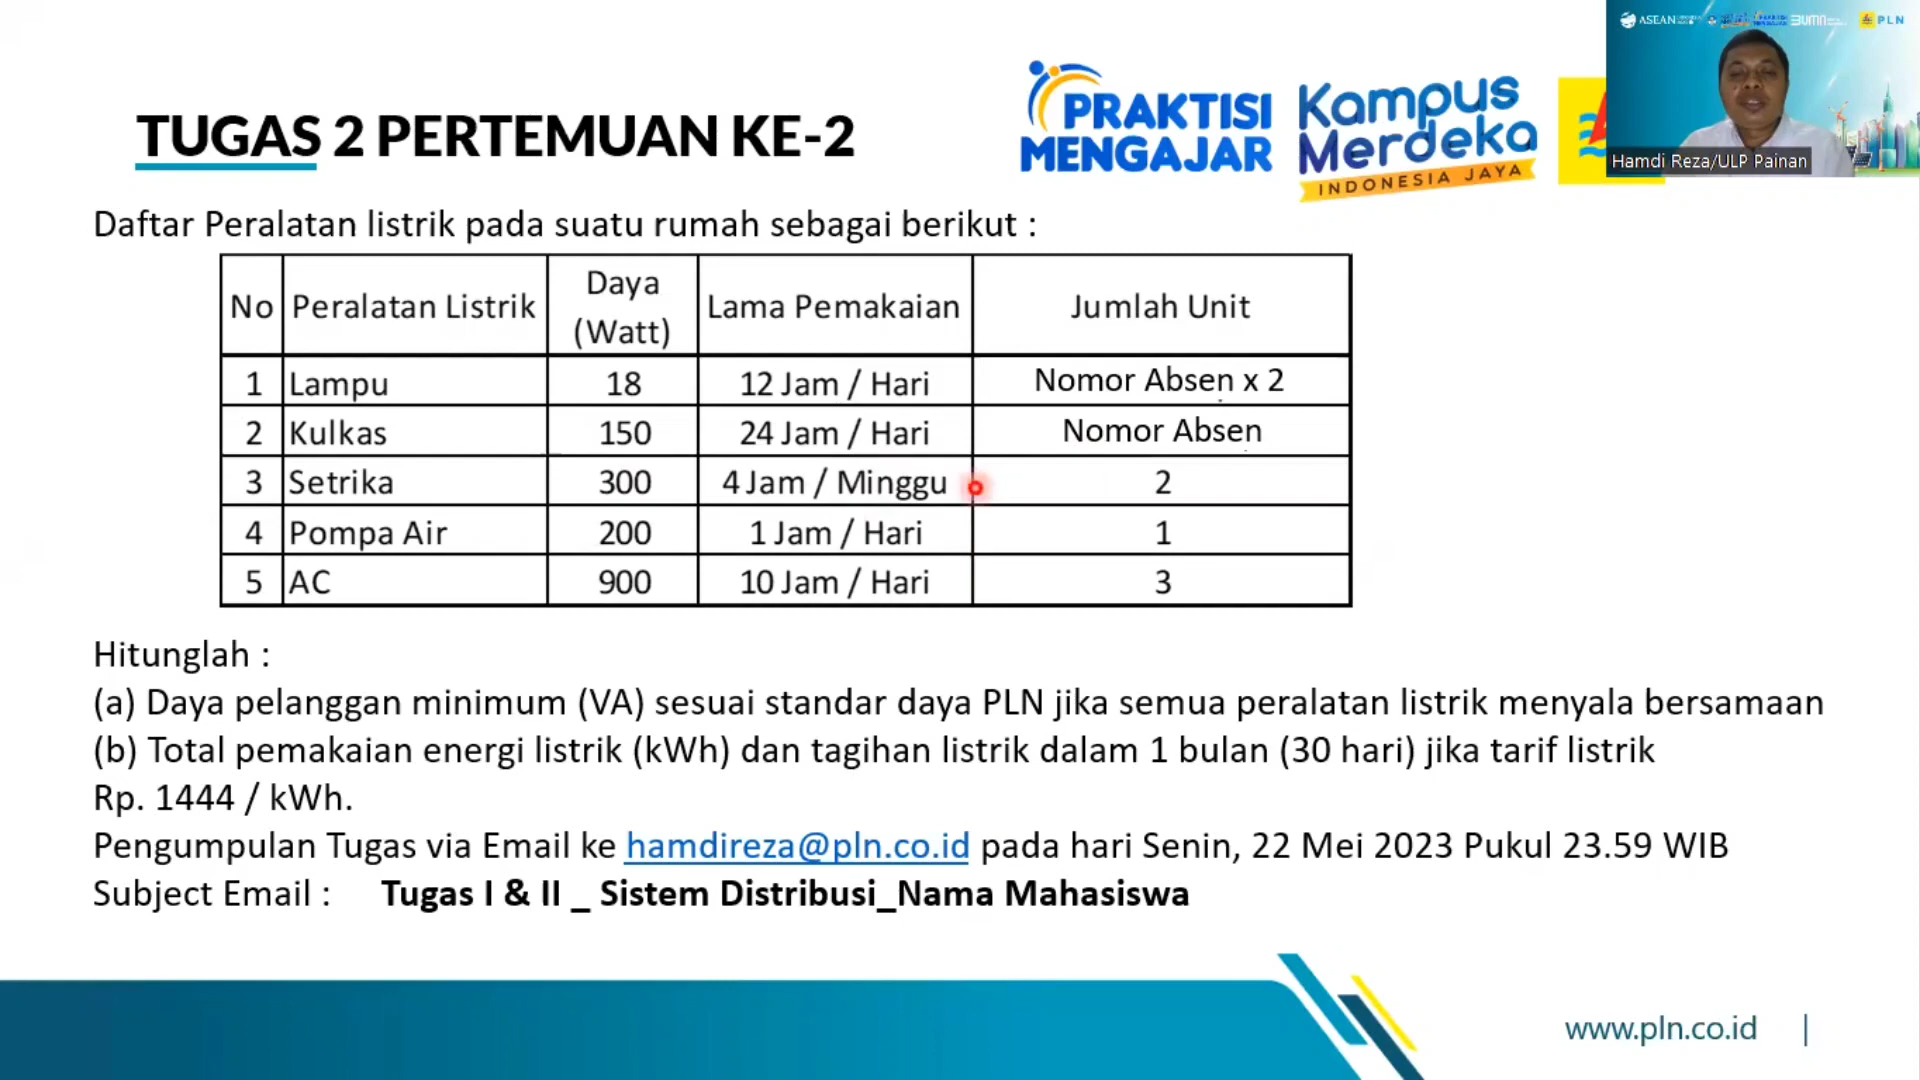 ASEAN
BUMN
PLN
PRAKTISI
MENGAJAR
Kampus
Merdeka
INDONESIA JAYA
Hamdi Reza/ULP Painan
TUGAS 2 PERTEMUAN KE-2
Daftar Peralatan listrik pada suatu rumah sebagai berikut :
No Peralatan Listrik Daya (Watt) Lama Pemakaian Jumlah Unit
1 Lampu 18 12 Jam / Hari Nomor Absen x 2
2 Kulkas 150 24 Jam / Hari Nomor Absen
3 Setrika 300 4 Jam / Minggu 2
4 Pompa Air 200 1 Jam / Hari 1
5 AC 900 10 Jam / Hari 3
Hitunglah :
(a) Daya pelanggan minimum (VA) sesuai standar daya PLN jika semua peralatan listrik menyala bersamaan
(b) Total pemakaian energi listrik (kWh) dan tagihan listrik dalam 1 bulan (30 hari) jika tarif listrik
Rp. 1444 / kWh.
Pengumpulan Tugas via Email ke hamdireza@pln.co.id pada hari Senin, 22 Mei 2023 Pukul 23.59 WIB
Subject Email : Tugas I & II _ Sistem Distribusi_Nama Mahasiswa
www.pln.co.id |